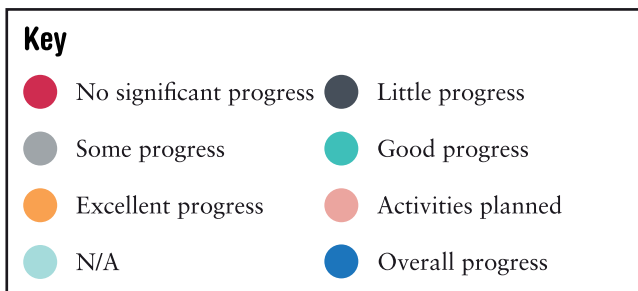 Key
No significant progress Little progress
Some progress Good progress
Excellent progress Activities planned
N/A Overall progress